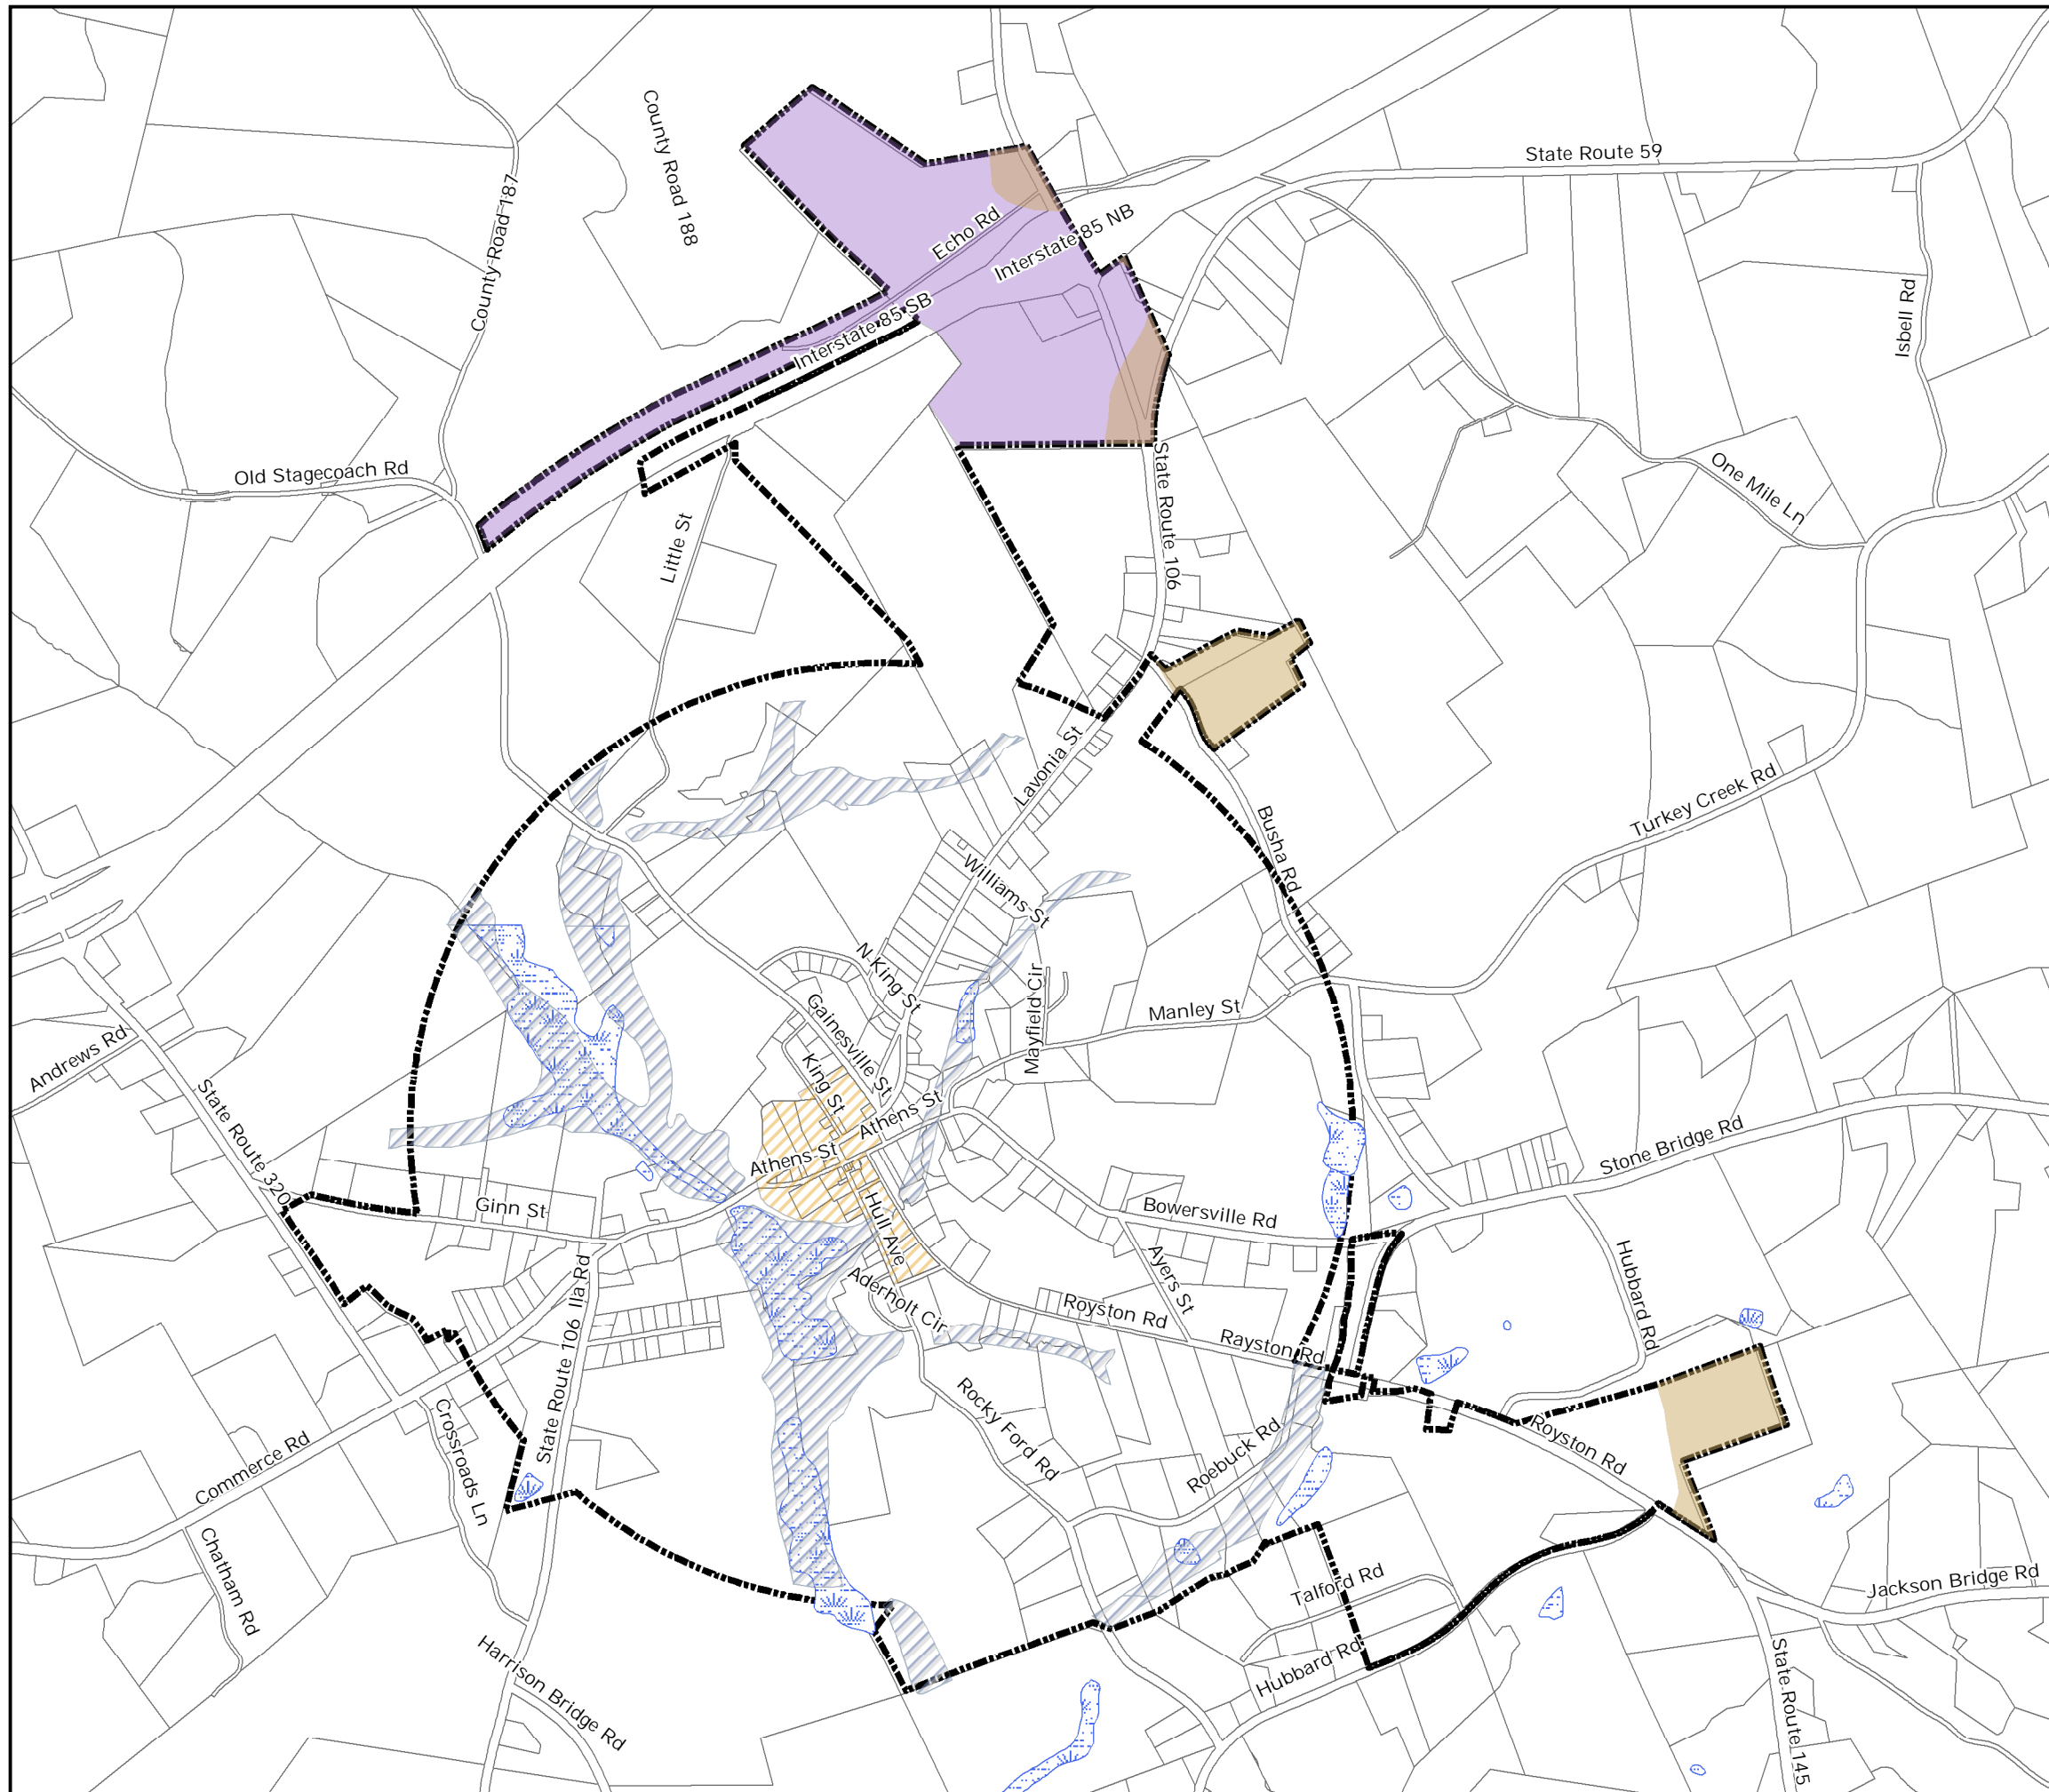 County Road 188
State Route 59
County Road 187
Echo Rd
Interstate 85 NB
Isbell Rd
Interstate 85 SB
Old Stagecoach Rd
One Mile Ln
State Route 106
Little St
Lavonia St
Turkey Creek Rd
Busha Rd
Williams St
N King St
Gainesville St
Mayfield Cir
Manley St
Andrews Rd
King St
State Route 320
Athens St
Athens St
Stone Bridge Rd
Ginn St
Hull Ave
Bowersville Rd
Ayers St
Hubbard Rd
State Route 106 Ila Rd
Aderholt Cir
Royston Rd
Rayston Rd
Rocky Ford Rd
Crossroads Ln
Commerce Rd
Roebuck Rd
Royston Rd
Chatham Rd
Talford Rd
Jackson Bridge Rd
Harrison Bridge Rd
Hubbard Rd
State Route 145